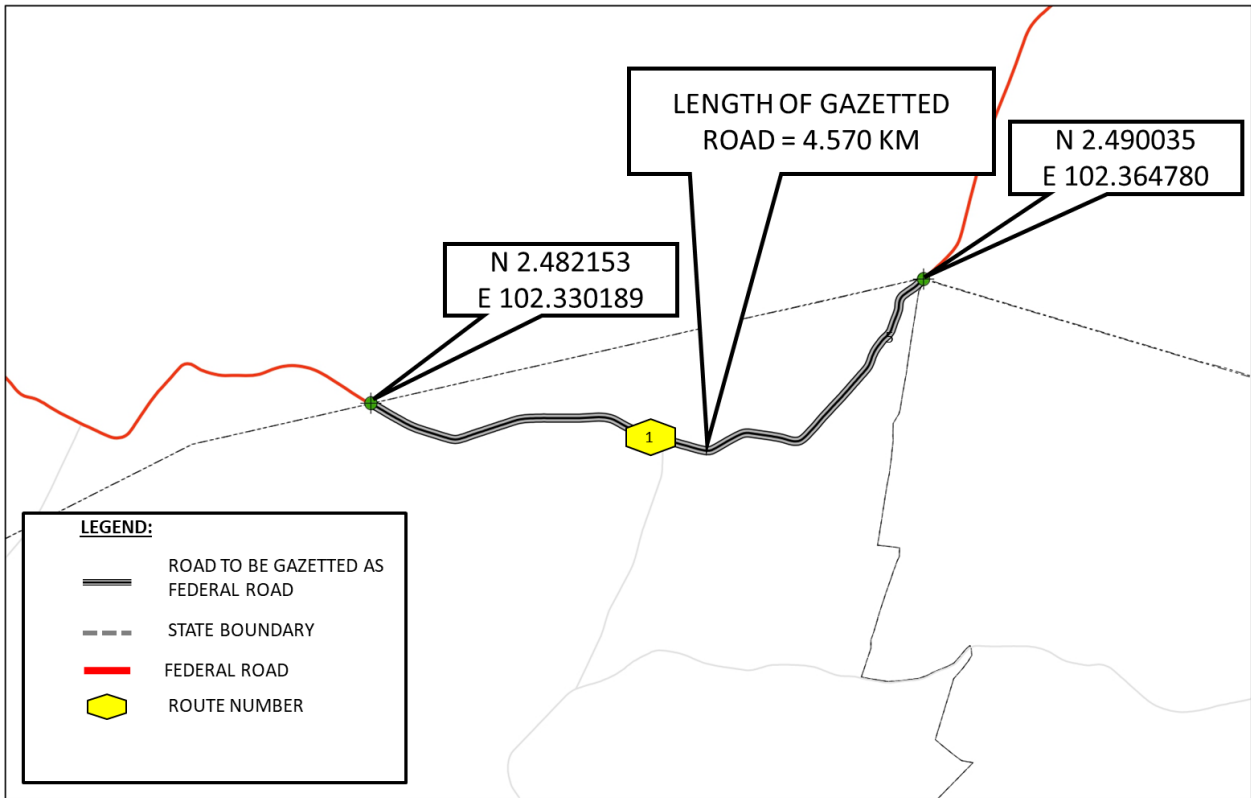 LENGTH OF GAZETTED
ROAD = 4.570 KM
N 2.490035
E 102.364780
N 2.482153
E 102.330189
1
LEGEND:
ROAD TO BE GAZETTED AS
FEDERAL ROAD
STATE BOUNDARY
FEDERAL ROAD
ROUTE NUMBER